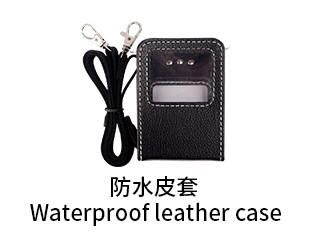 防水皮套
Waterproof leather case